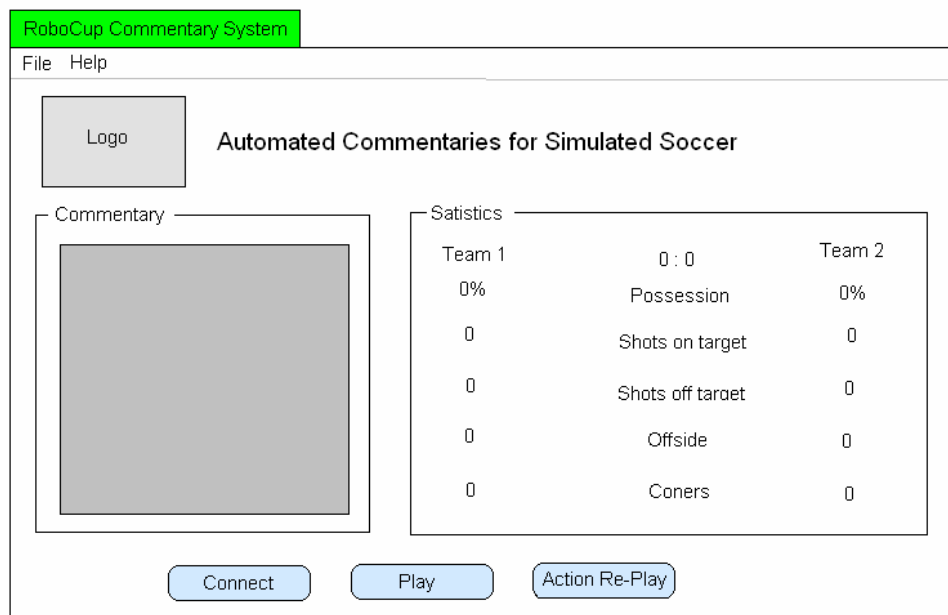 RoboCup Commentary System
File Help
Logo
Automated Commentaries for Simulated Soccer
Commentary
Satistics
Team 1 0 : 0 Team 2
0% Possession 0%
0 Shots on target 0
0 Shots off target 0
0 Offside 0
0 Coners 0
Connect Play Action Re-Play